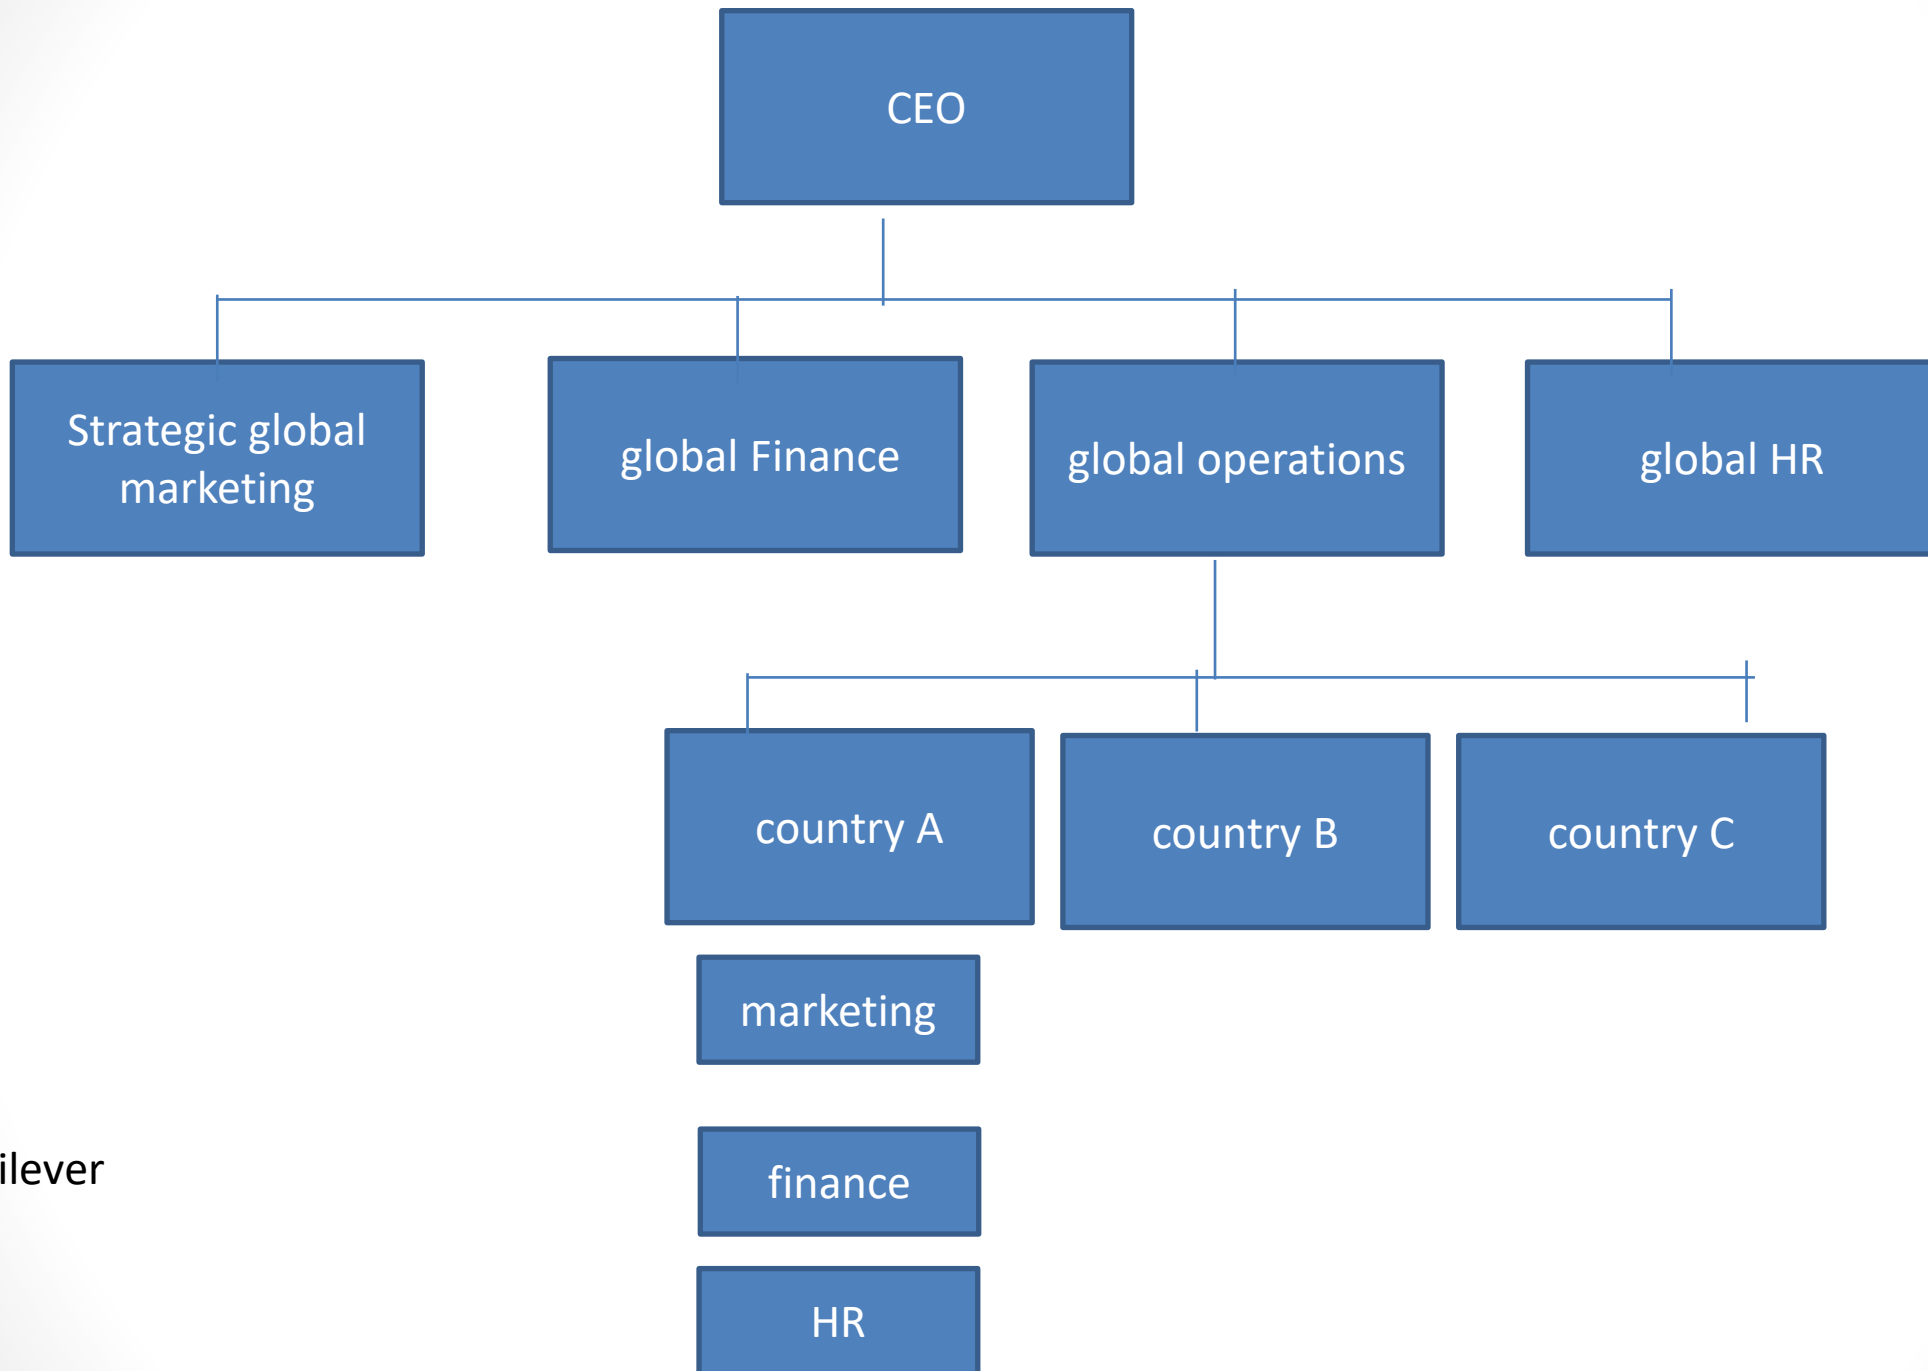 CEO
Strategic global
marketing
global Finance
global operations
global HR
country A
country B
country C
marketing
ilever
finance
HR